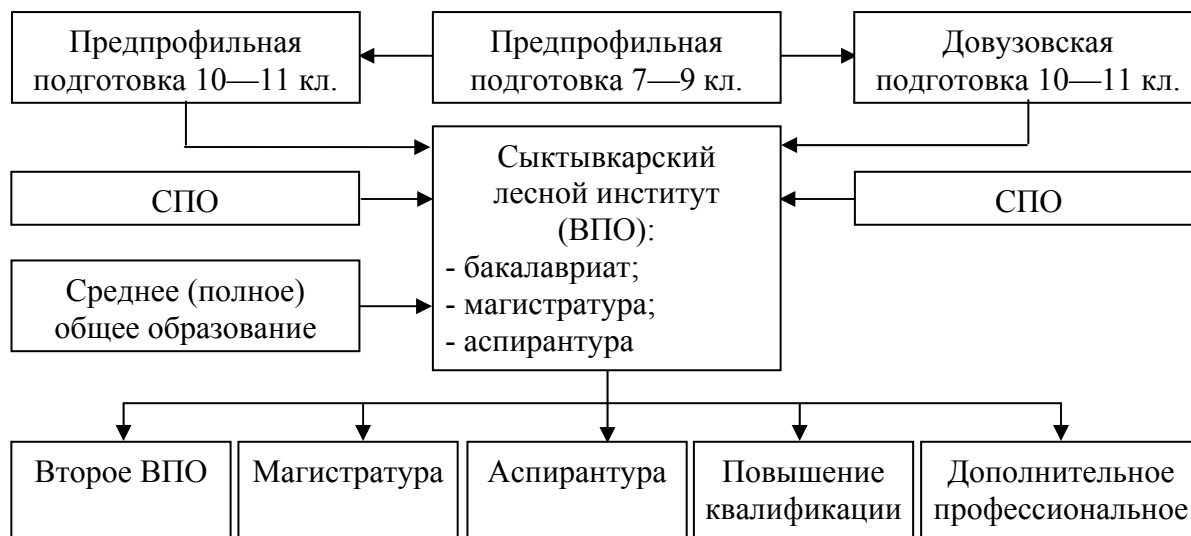 Предпрофильная
подготовка 10—11 кл.
Предпрофильная
подготовка 7—9 кл.
Довузовская
подготовка 10—11 кл.
Сыктывкарский
лесной институт
(ВПО):
- бакалавриат;
- магистратура;
- аспирантура
СПО
СПО
Среднее (полное)
общее образование
Второе ВПО
Магистратура
Аспирантура
Повышение
квалификации
Дополнительное
профессиональное